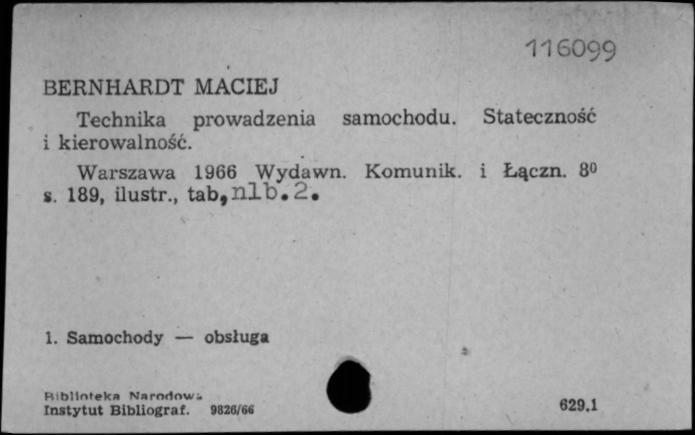 116099
BERNHARDT MACIEJ
Technika prowadzenia samochodu. Stateczność
i kierowalność.
Warszawa 1966 Wydawn. Komunik. i Łączn. 8⁰
s. 189, ilustr., tab,nlb.2.
1. Samochody — obsługa
Biblioteka Narodowa
Instytut Bibliograf. 9826/66
629.1